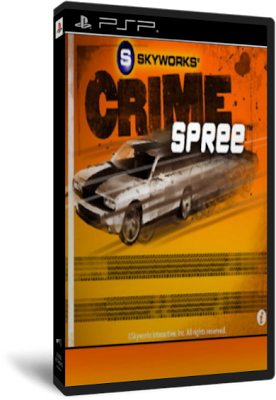 PSP
S SKYWORKS®
CRIME
SPREE
©Skyworks Interactive, Inc. All rights reserved.
i